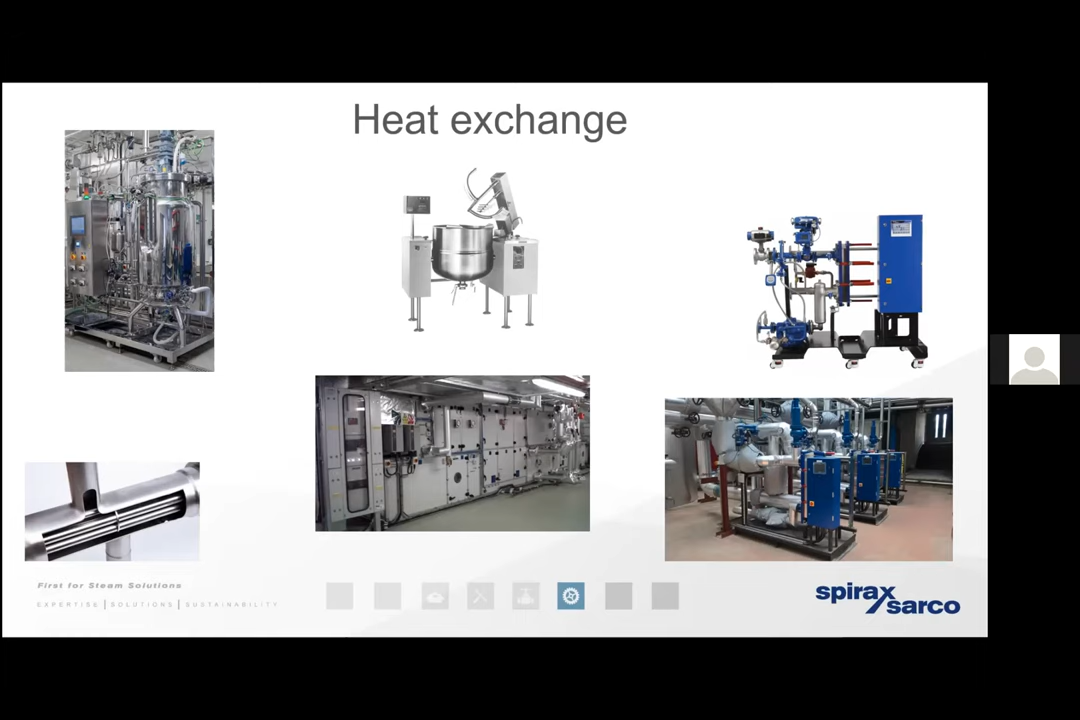 Heat exchange
First for Steam Solutions
EXPERTISE | SOLUTIONS | SUSTAINABILITY
spirax
sarco